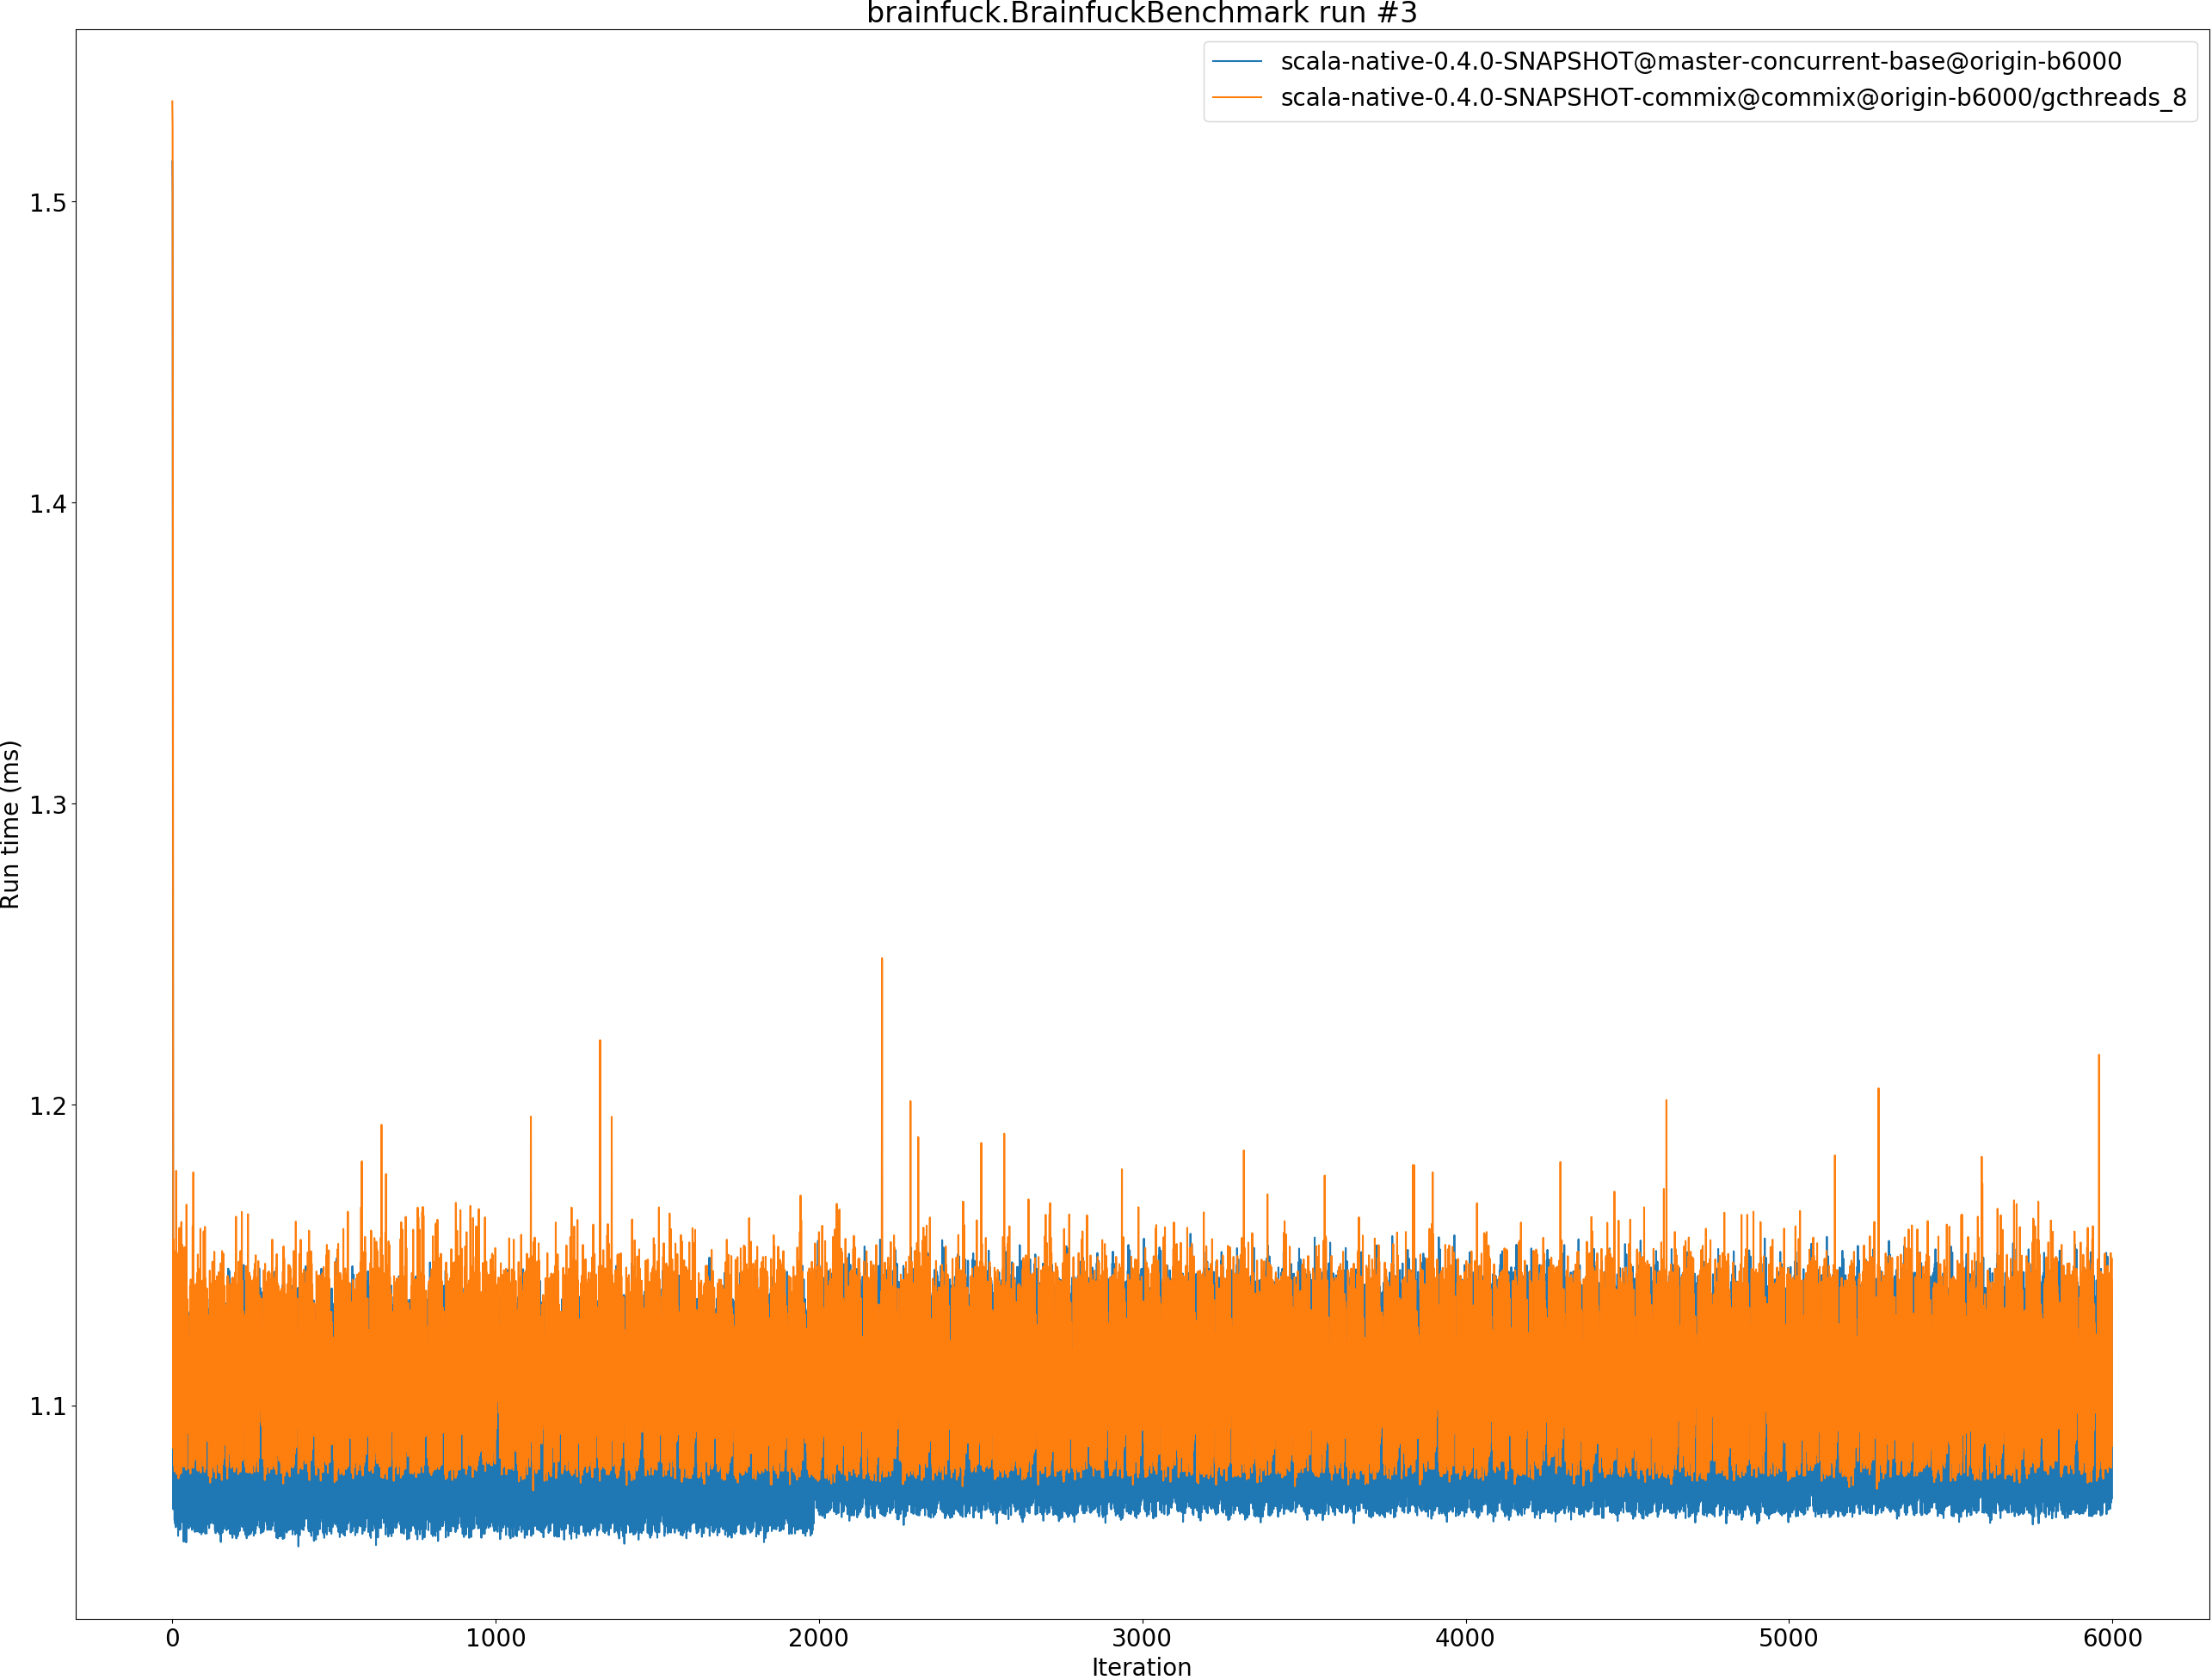 brainfuck.BrainfuckBenchmark run #3
scala-native-0.4.0-SNAPSHOT@master-concurrent-base@origin-b6000
scala-native-0.4.0-SNAPSHOT-commix@commix@origin-b6000/gcthreads_8
Run time (ms)
1.5
1.4
1.3
1.2
1.1
0 1000 2000 3000 4000 5000 6000
Iteration